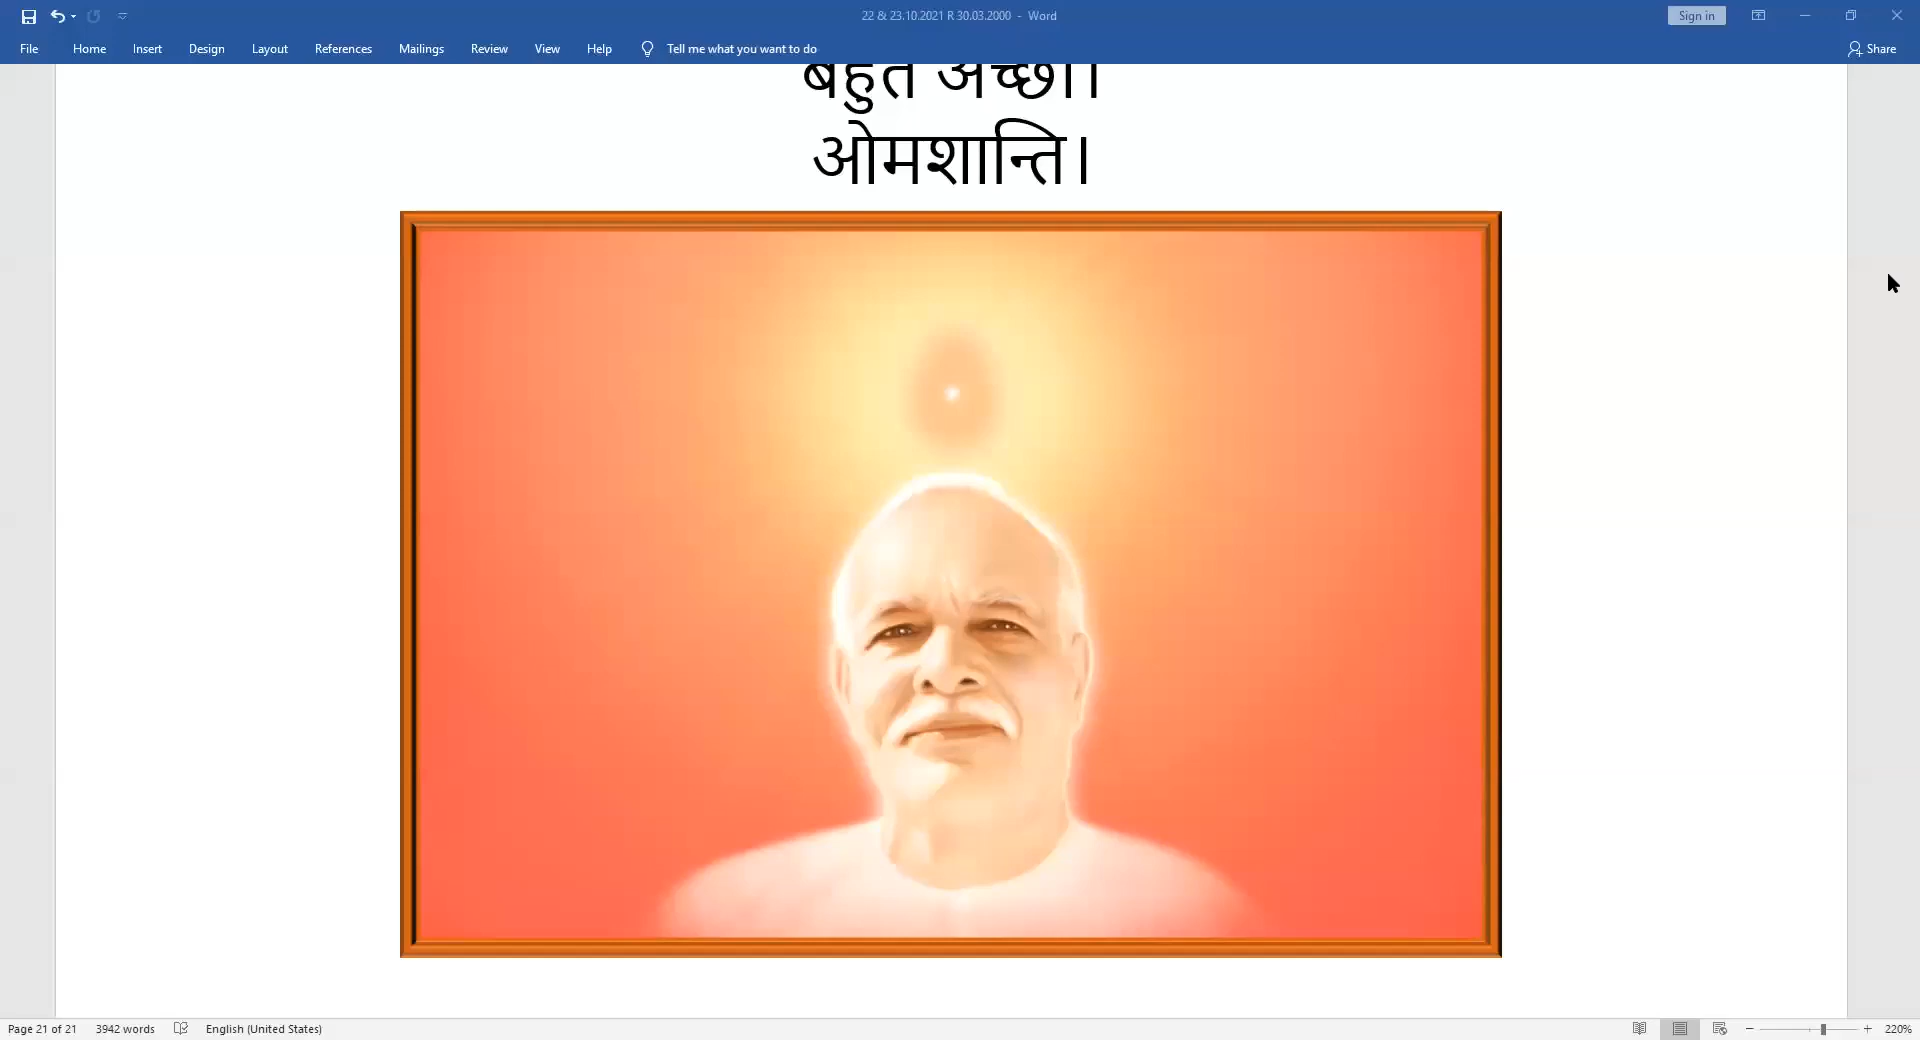 22 & 23.10.2021 R 30.03.2000 - Word
Sign in
File Home Insert Design Layout References Mailings Review View Help Tell me what you want to do Share
बहुत अच्छा।
ओमशान्ति।
Page 21 of 21 3942 words English (United States) 220%